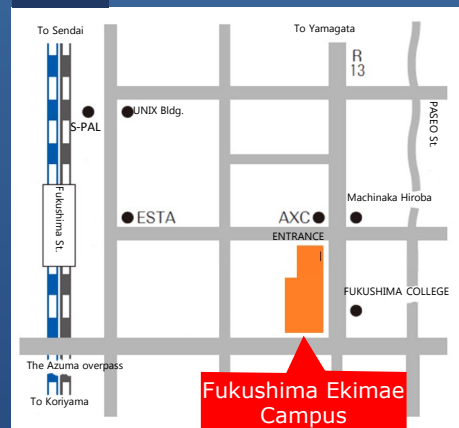 To Sendai
To Yamagata
R
13
UNIX Bldg.
S-PAL
PASEO St.
Fukushima St.
Machinaka Hiroba
ESTA
AXC
ENTRANCE
FUKUSHIMA COLLEGE
The Azuma overpass
To Koriyama
Fukushima Ekimae
Campus